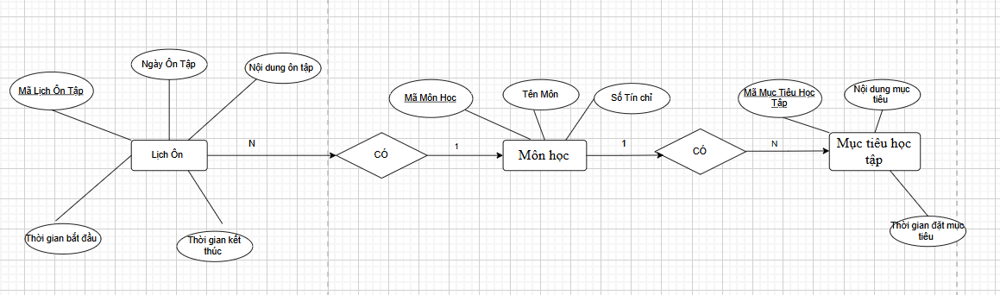 Ngày Ôn Tập
Nội dung ôn tập
Mã Lịch Ôn Tập
Mã Môn Học
Tên Môn
Số Tín chỉ
Mã Mục Tiêu Học
Tập
Nội dung mục
tiêu
Lịch Ôn
N
CÓ
1
Môn học
1
CÓ
N
Mục tiêu học
tập
Thời gian bắt đầu
Thời gian kết
thúc
Thời gian đặt mục
tiêu